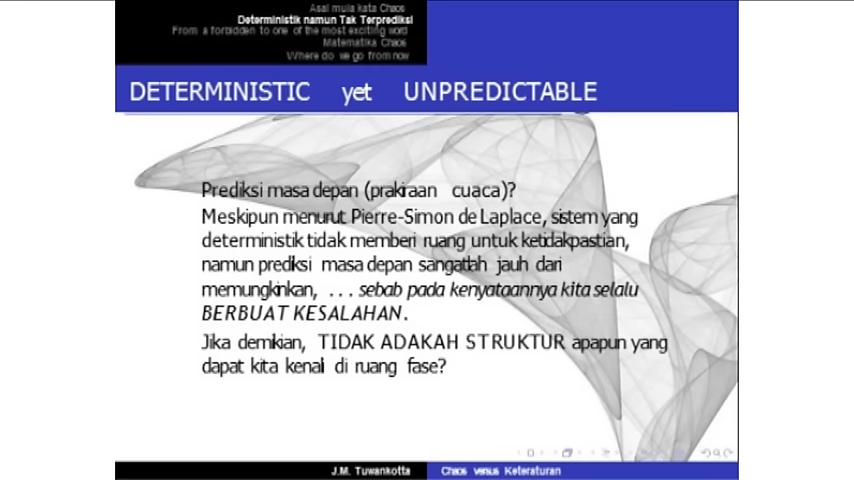 Asal mula kata Chaos
Deterministik namun Tak Terprediksi
From a forbidden to one of the most exciting word
Matematika Chaos
Where do we go from now
DETERMINISTIC yet UNPREDICTABLE
Prediksi masa depan (prakiraan cuaca)?
Meskipun menurut Pierre-Simon de Laplace, sistem yang
deterministik tidak memberi ruang untuk ketidakpastian,
namun prediksi masa depan sangatlah jauh dari
memungkinkan, ... sebab pada kenyataannya kita selalu
BERBUAT KESALAHAN.
Jika demikian, TIDAK ADAKAH STRUKTUR apapun yang
dapat kita kenali di ruang fase?
J.M. Tuwankotta Chaos versus Keteraturan